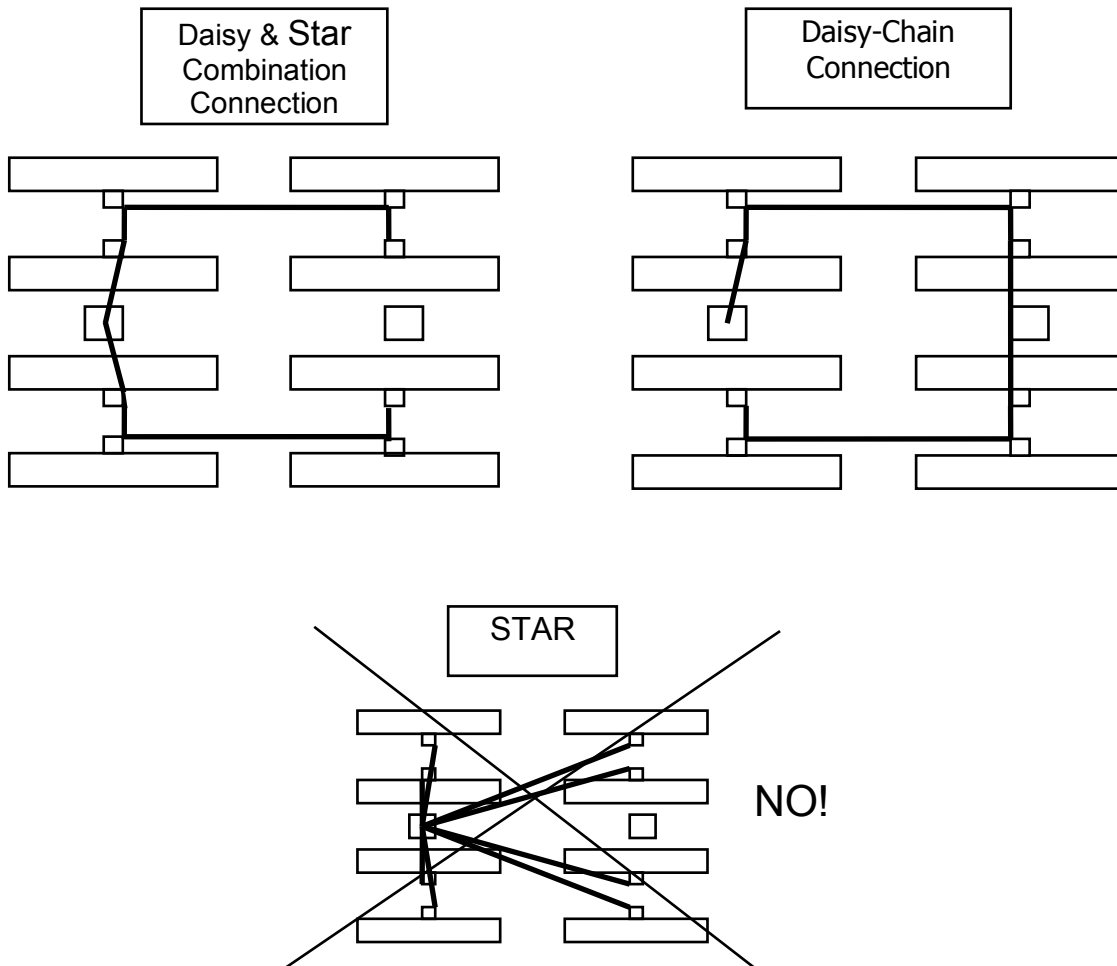 Daisy & Star
Combination
Connection
Daisy-Chain
Connection
STAR
NO!